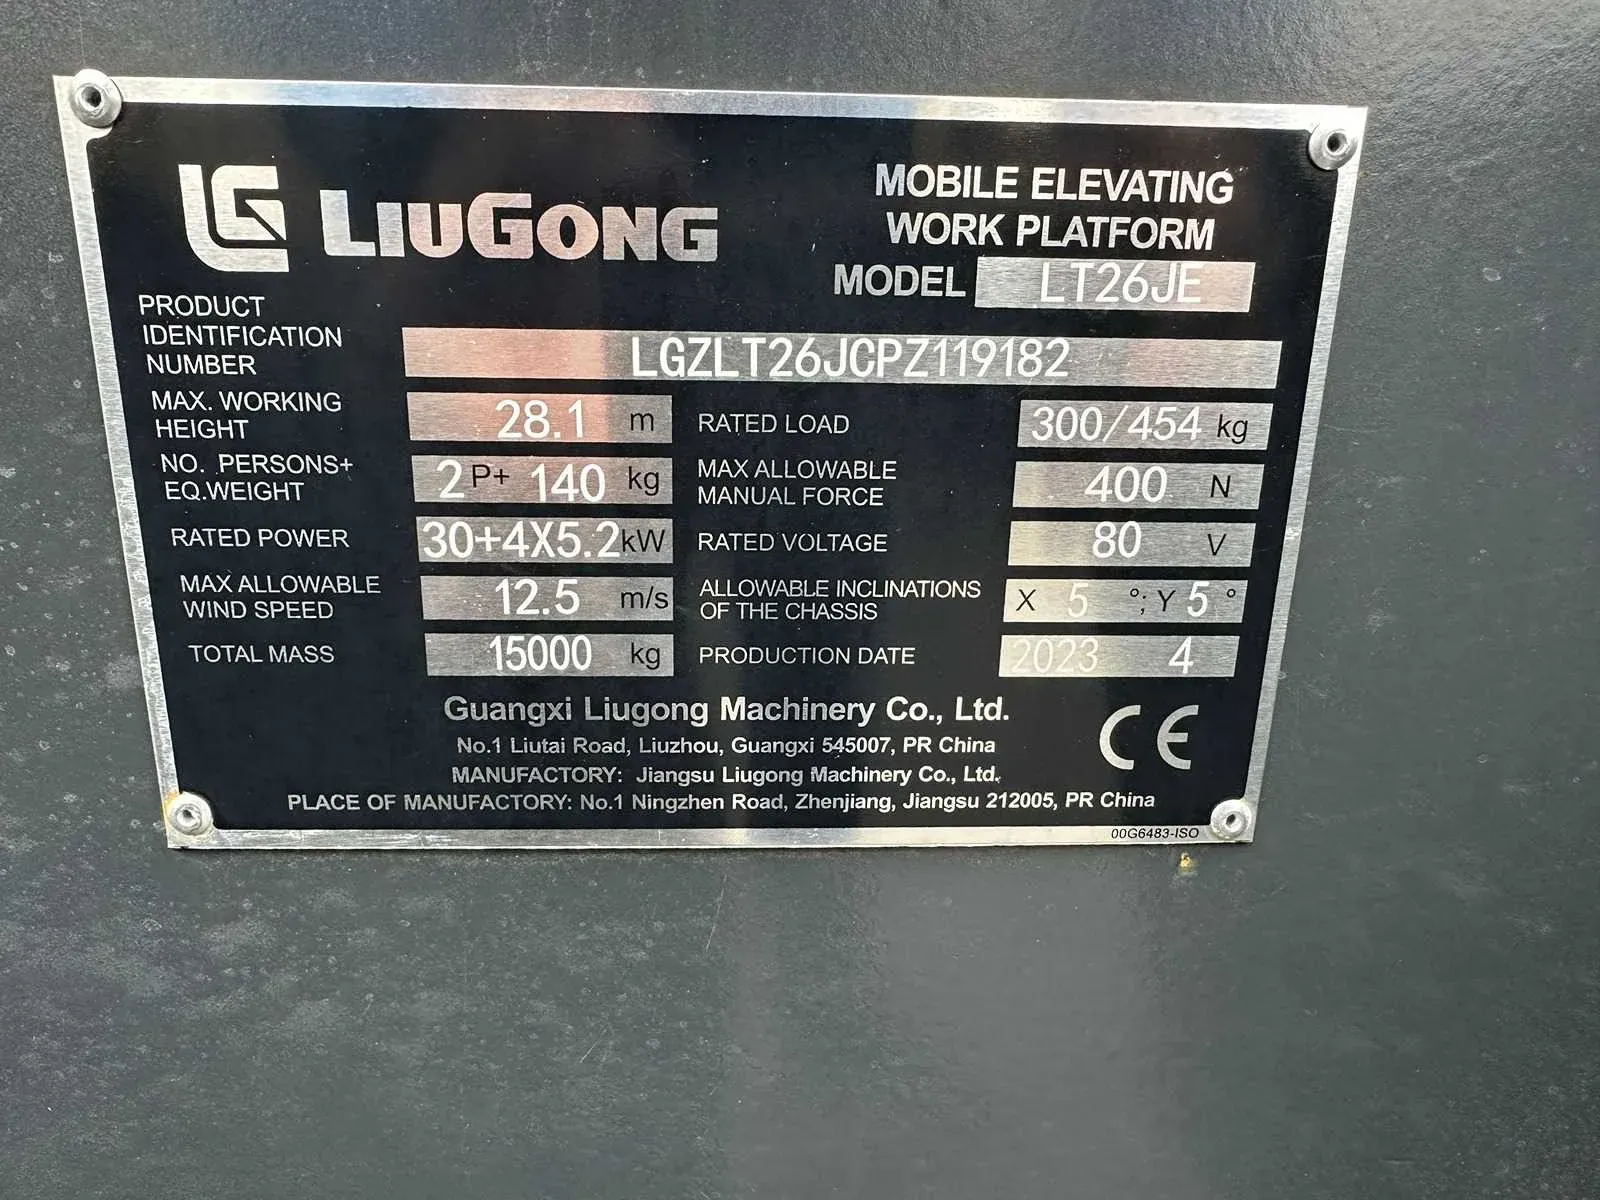 LG LIUGONG
MOBILE ELEVATING
WORK PLATFORM
MODEL LT26JE
PRODUCT
IDENTIFICATION
NUMBER LGZLT26JCPZ119182
MAX. WORKING
HEIGHT 28.1 m
RATED LOAD 300/454 kg
NO. PERSONS+
EQ.WEIGHT 2 P+ 140 kg
MAX ALLOWABLE
MANUAL FORCE 400 N
RATED POWER 30+4X5.2 kW
RATED VOLTAGE 80 V
MAX ALLOWABLE
WIND SPEED 12.5 m/s
ALLOWABLE INCLINATIONS
OF THE CHASSIS X 5 °; Y 5 °
TOTAL MASS 15000 kg
PRODUCTION DATE 2023 4
Guangxi Liugong Machinery Co., Ltd.
No.1 Liutai Road, Liuzhou, Guangxi 545007, PR China
CE
MANUFACTORY: Jiangsu Liugong Machinery Co., Ltd.
PLACE OF MANUFACTORY: No.1 Ningzhen Road, Zhenjiang, Jiangsu 212005, PR China
00G6483-ISO